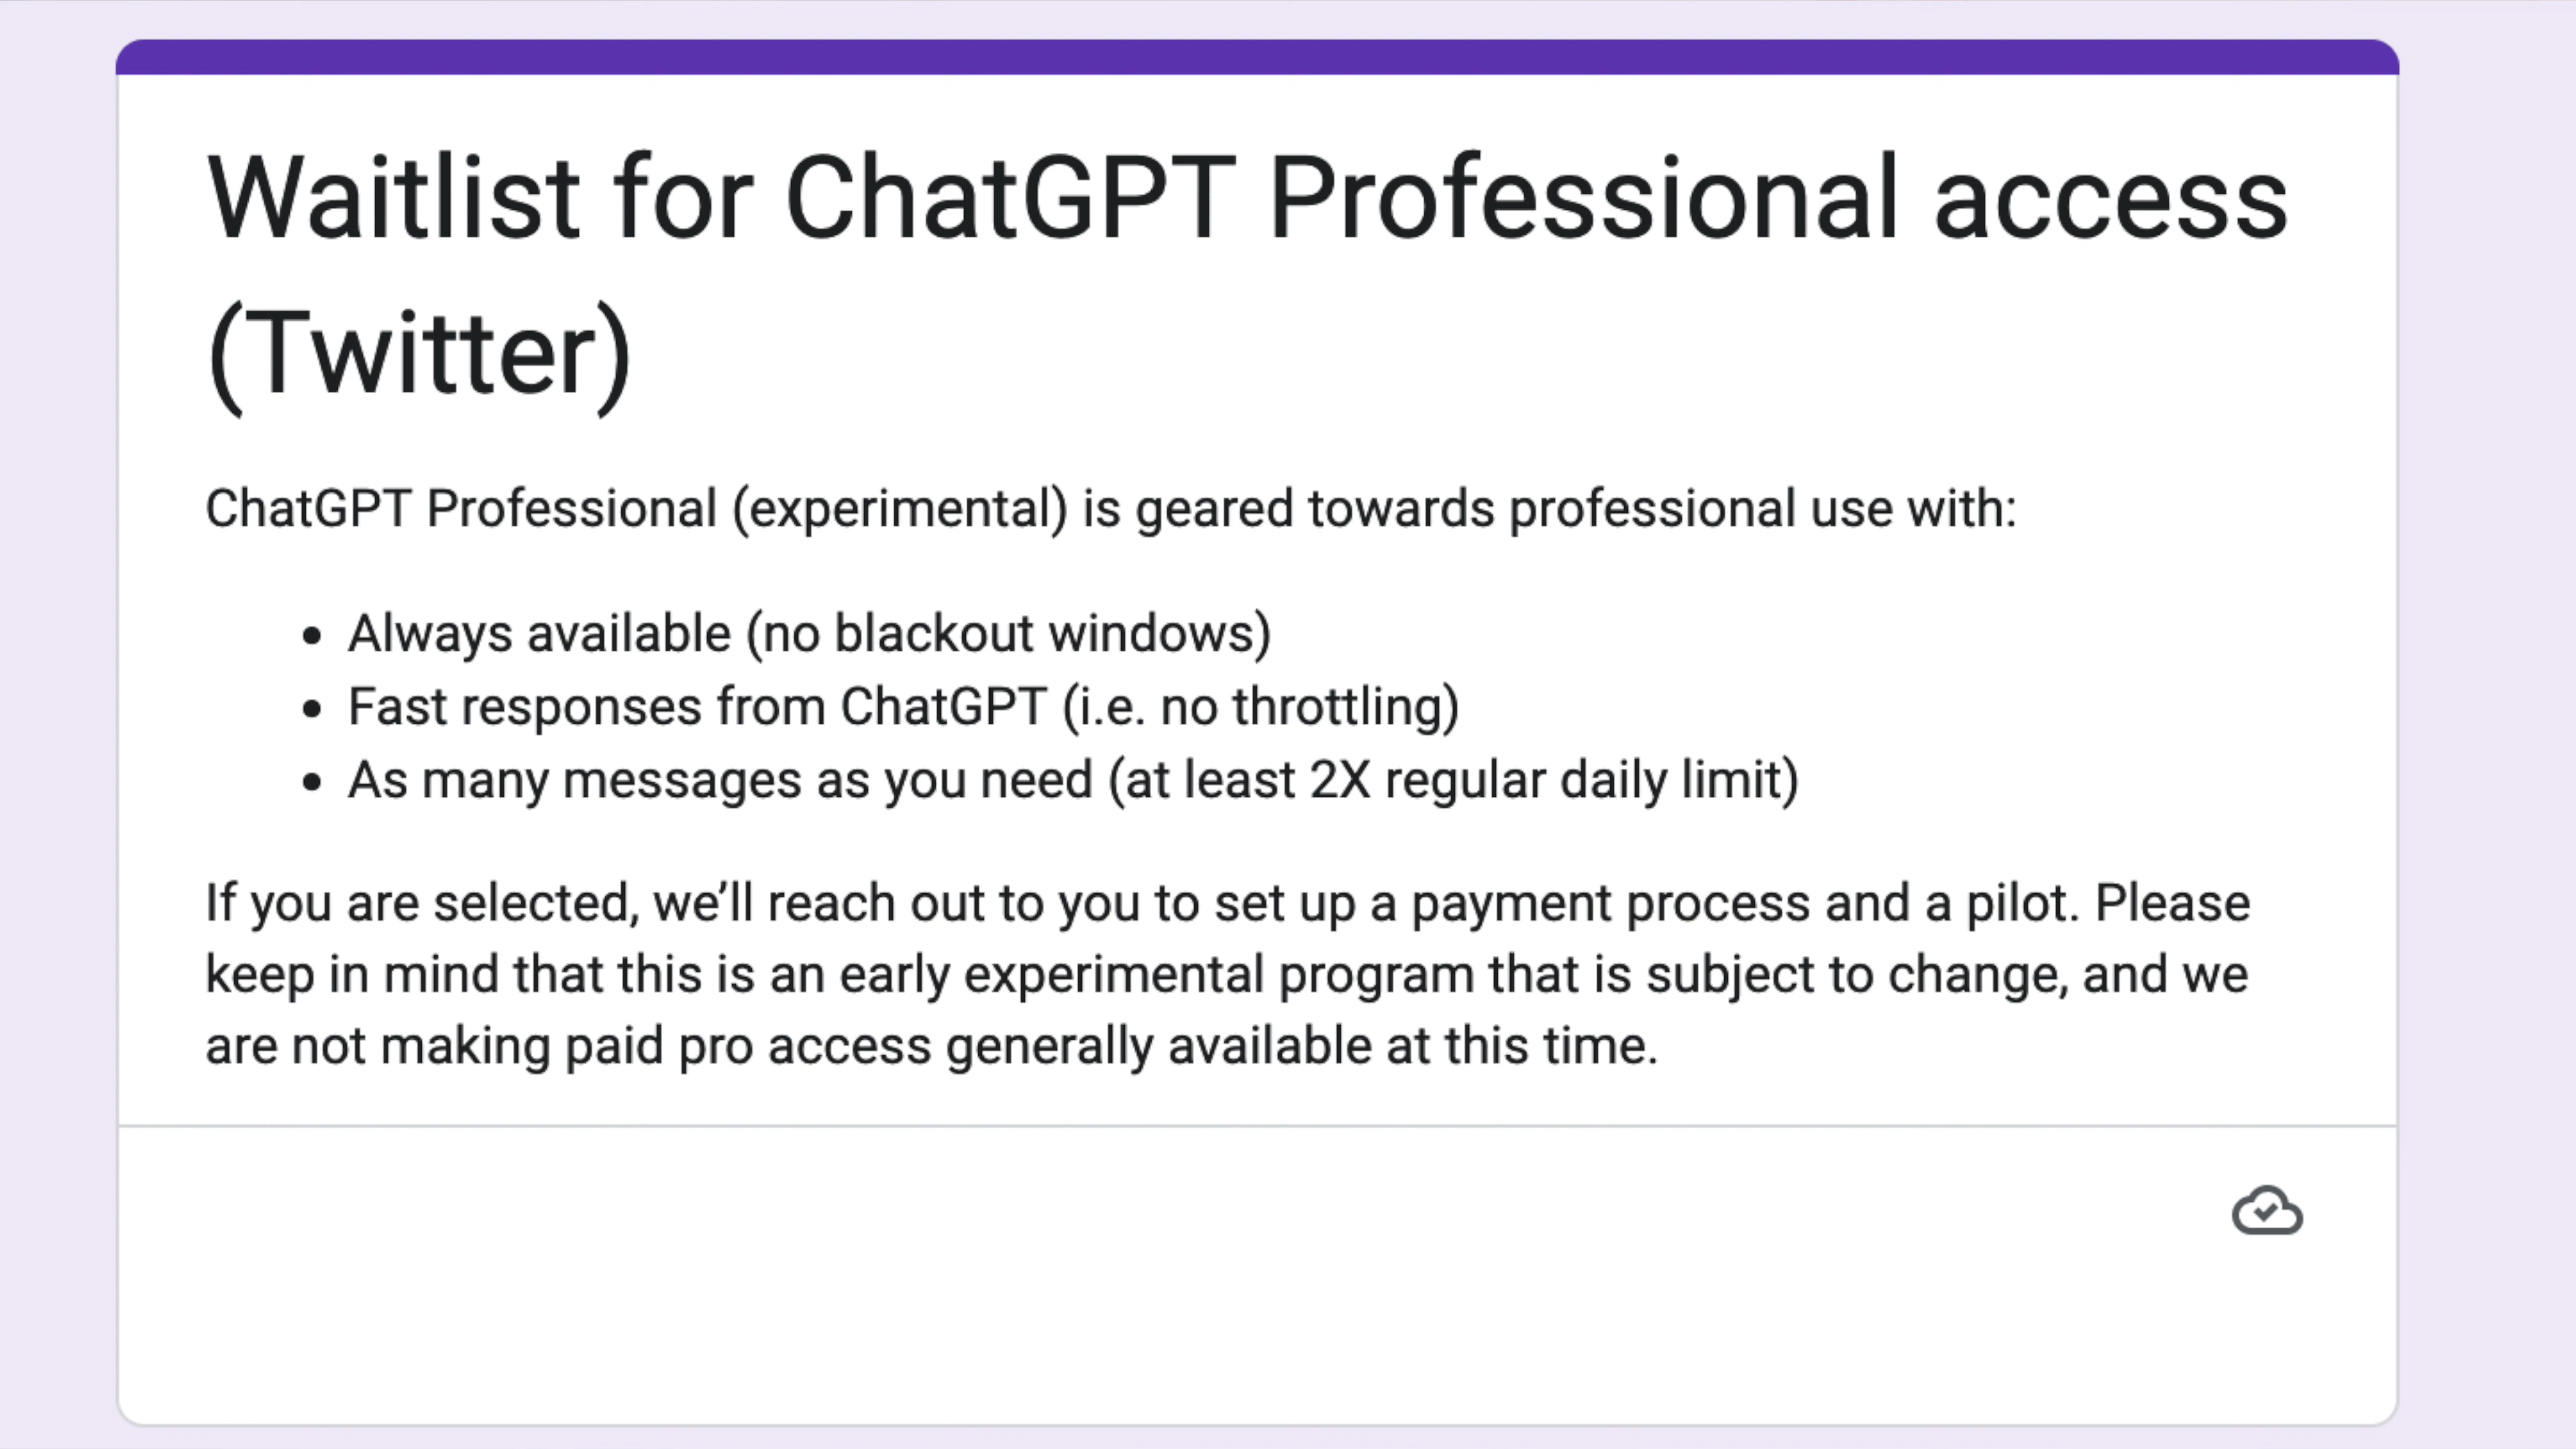 Waitlist for ChatGPT Professional access
(Twitter)
ChatGPT Professional (experimental) is geared towards professional use with:
• Always available (no blackout windows)
• Fast responses from ChatGPT (i.e. no throttling)
• As many messages as you need (at least 2X regular daily limit)
If you are selected, we’ll reach out to you to set up a payment process and a pilot. Please
keep in mind that this is an early experimental program that is subject to change, and we
are not making paid pro access generally available at this time.